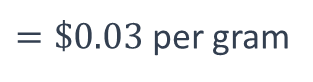 = $0.03 per gram